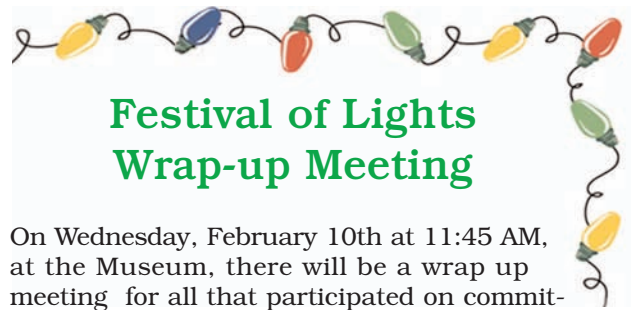 Festival of Lights
Wrap-up Meeting
On Wednesday, February 10th at 11:45 AM,
at the Museum, there will be a wrap up
meeting for all that participated on commit-